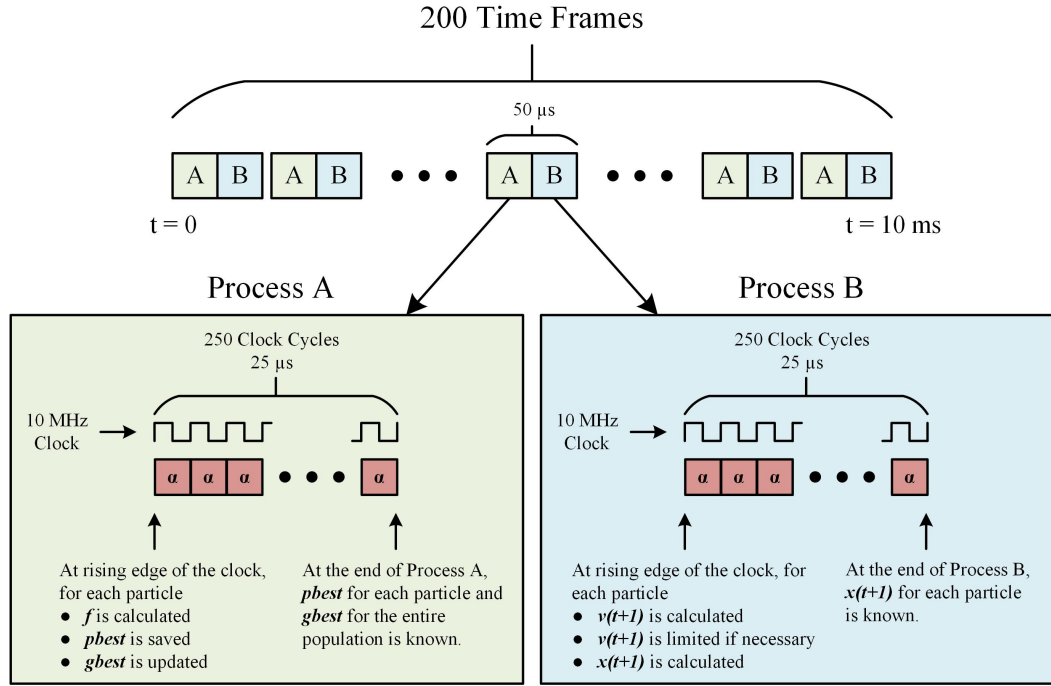 200 Time Frames
50 µs
A B A B A B A B A B
t = 0
t = 10 ms
Process A
250 Clock Cycles
25 µs
10 MHz
Clock
α α α α
At rising edge of the clock,
for each particle
● f is calculated
● pbest is saved
● gbest is updated
At the end of Process A,
pbest for each particle and
gbest for the entire
population is known.
Process B
250 Clock Cycles
25 µs
10 MHz
Clock
α α α α
At rising edge of the clock, for
each particle
● v(t+1) is calculated
● v(t+1) is limited if necessary
● x(t+1) is calculated
At the end of Process B,
x(t+1) for each particle
is known.